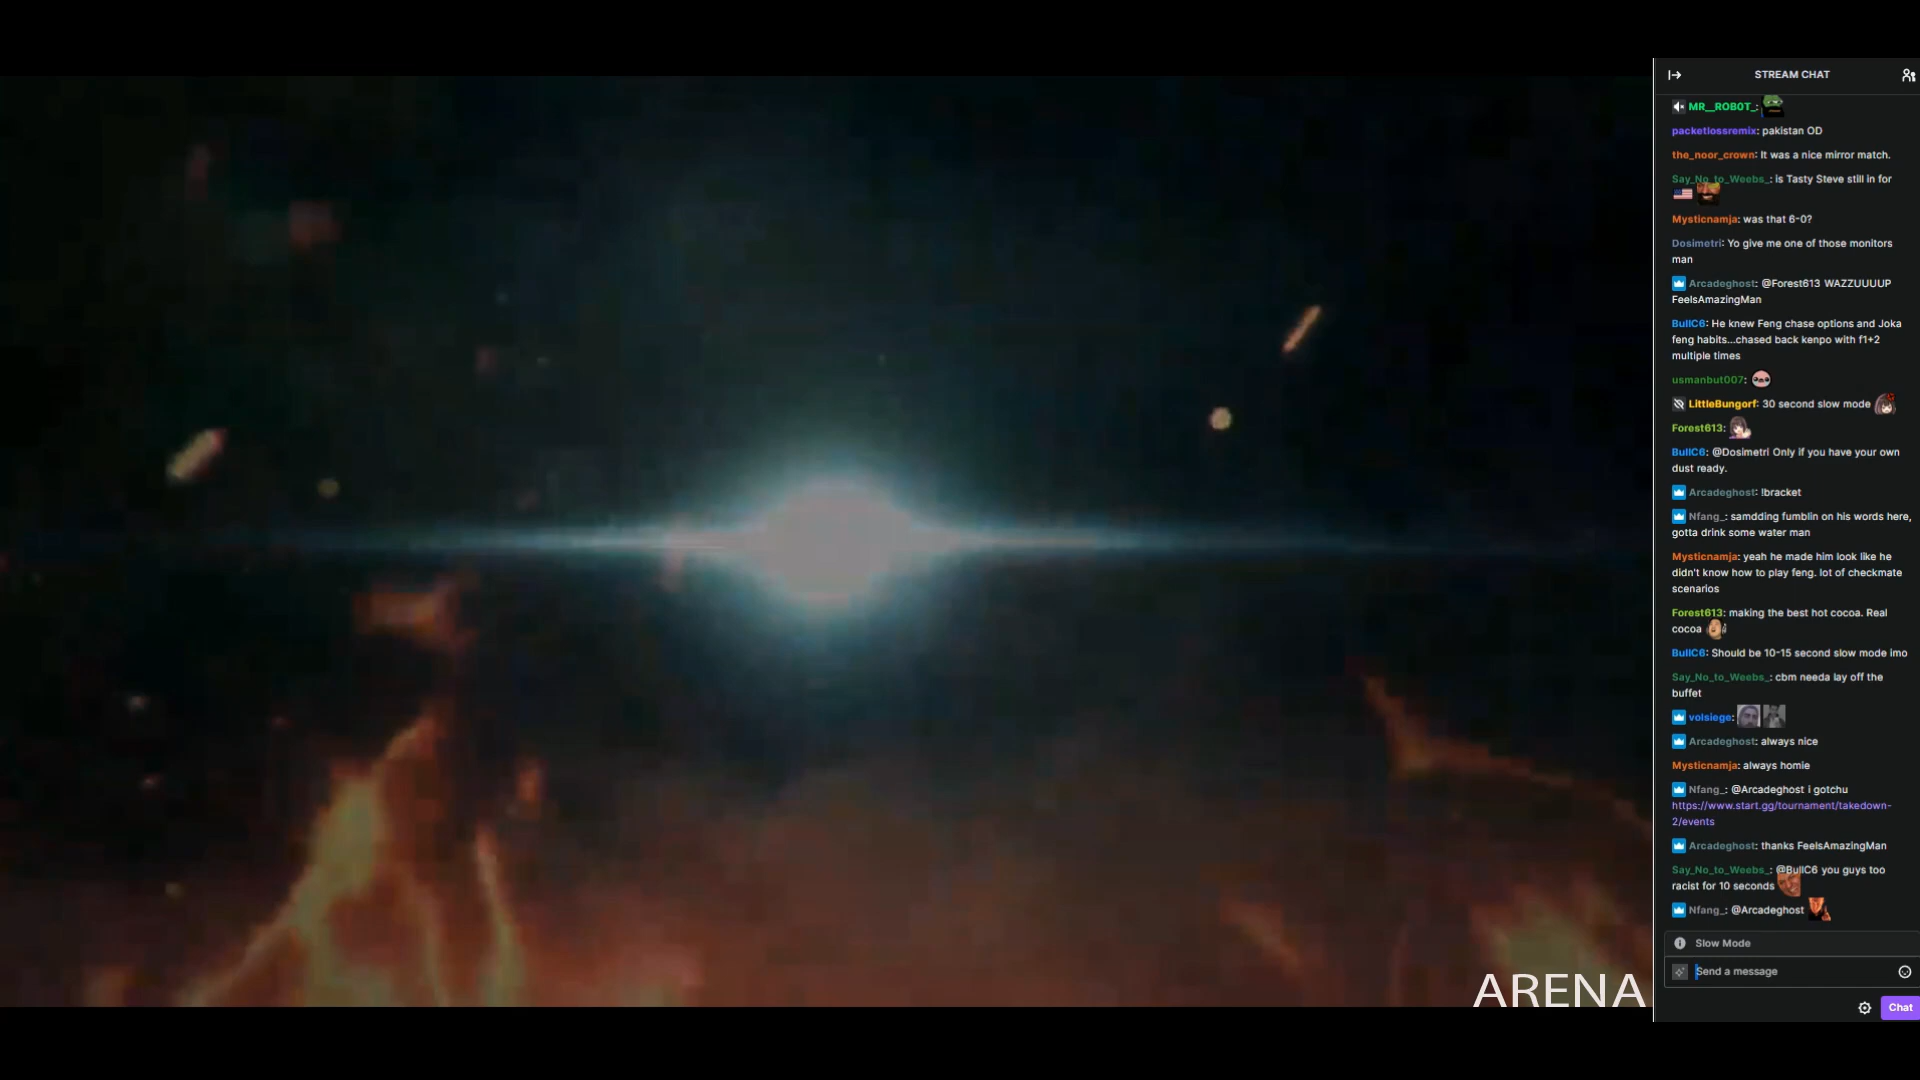 STREAM CHAT
MR__ROB0T_:
packetlossremix: pakistan OD
the_noor_crown: It was a nice mirror match.
Say_No_to_Weebs_: is Tasty Steve still in for
Mysticnamja: was that 6-0?
Dosimetri: Yo give me one of those monitors
man
Arcadeghost: @Forest613 WAZZUUUUP
FeelsAmazingMan
BullC6: He knew Feng chase options and Joka
feng habits...chased back kenpo with f1+2
multiple times
usmanbut007:
LittleBungorf: 30 second slow mode
Forest613:
BullC6: @Dosimetri Only if you have your own
dust ready.
Arcadeghost: !bracket
Nfang_: samdding fumblin on his words here,
gotta drink some water man
Mysticnamja: yeah he made him look like he
didn't know how to play feng. lot of checkmate
scenarios
Forest613: making the best hot cocoa. Real
cocoa
BullC6: Should be 10-15 second slow mode imo
Say_No_to_Weebs_: cbm needa lay off the
buffet
volsiege:
Arcadeghost: always nice
Mysticnamja: always homie
Nfang_: @Arcadeghost i gotchu
https://www.start.gg/tournament/takedown-
2/events
Arcadeghost: thanks FeelsAmazingMan
Say_No_to_Weebs_: @BullC6 you guys too
racist for 10 seconds
Nfang_: @Arcadeghost
Slow Mode
Send a message
Chat
ARENA